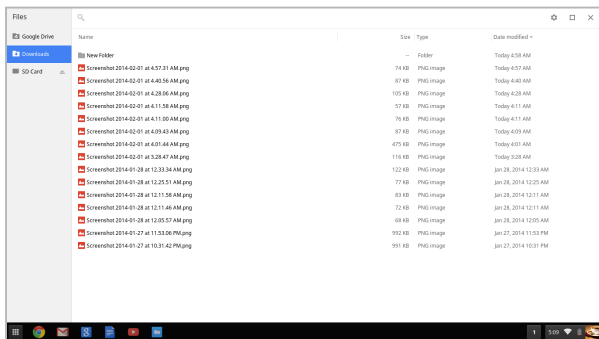 Files
Google Drive
Downloads
SD Card
Name Size Type Date modified
New Folder -- Folder Today 4:58 AM
Screenshot 2014-02-01 at 4.57.31 AM.png 74 KB PNG image Today 4:57 AM
Screenshot 2014-02-01 at 4.40.56 AM.png 87 KB PNG image Today 4:40 AM
Screenshot 2014-02-01 at 4.28.06 AM.png 105 KB PNG image Today 4:28 AM
Screenshot 2014-02-01 at 4.11.58 AM.png 57 KB PNG image Today 4:11 AM
Screenshot 2014-02-01 at 4.11.00 AM.png 76 KB PNG image Today 4:11 AM
Screenshot 2014-02-01 at 4.09.43 AM.png 87 KB PNG image Today 4:09 AM
Screenshot 2014-02-01 at 4.01.44 AM.png 475 KB PNG image Today 4:01 AM
Screenshot 2014-02-01 at 3.28.47 AM.png 116 KB PNG image Today 3:28 AM
Screenshot 2014-01-28 at 12.33.34 AM.png 122 KB PNG image Jan 28, 2014 12:33 AM
Screenshot 2014-01-28 at 12.25.51 AM.png 77 KB PNG image Jan 28, 2014 12:25 AM
Screenshot 2014-01-28 at 12.11.58 AM.png 83 KB PNG image Jan 28, 2014 12:11 AM
Screenshot 2014-01-28 at 12.11.46 AM.png 72 KB PNG image Jan 28, 2014 12:11 AM
Screenshot 2014-01-28 at 12.05.57 AM.png 68 KB PNG image Jan 28, 2014 12:05 AM
Screenshot 2014-01-27 at 11.53.06 PM.png 992 KB PNG image Jan 27, 2014 11:53 PM
Screenshot 2014-01-27 at 10.31.42 PM.png 991 KB PNG image Jan 27, 2014 10:31 PM
1 5:09